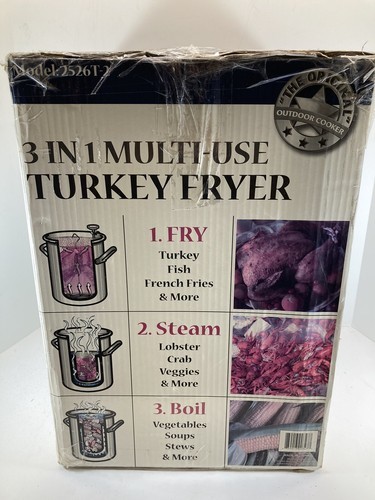 Model:2526T-2
"THE ORIGINAL"
OUTDOOR COOKER
3 IN 1 MULTI-USE
TURKEY FRYER
1. FRY
Turkey
Fish
French Fries
& More
2. Steam
Lobster
Crab
Veggies
& More
3. Boil
Vegetables
Soups
Stews
& More